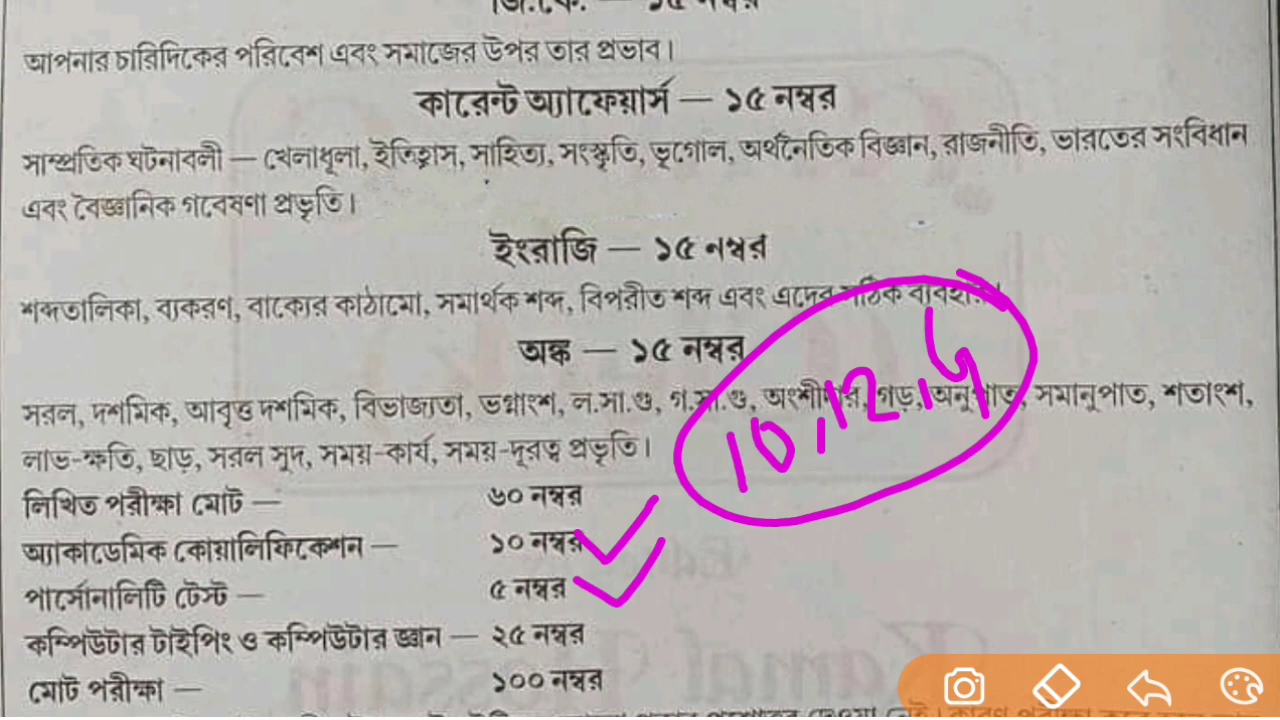 জি.কে. — ১৫ নম্বর
আপনার চারিদিকের পরিবেশ এবং সমাজের উপর তার প্রভাব।
কারেন্ট অ্যাফেয়ার্স — ১৫ নম্বর
সাম্প্রতিক ঘটনাবলী — খেলাধূলা, ইতিহাস, সাহিত্য, সংস্কৃতি, ভূগোল, অর্থনৈতিক বিজ্ঞান, রাজনীতি, ভারতের সংবিধান
এবং বৈজ্ঞানিক গবেষণা প্রভৃতি।
ইংরাজি — ১৫ নম্বর
শব্দতালিকা, ব্যকরণ, বাক্যের কাঠামো, সমার্থক শব্দ, বিপরীত শব্দ এবং এদের সঠিক ব্যবহার।
অঙ্ক — ১৫ নম্বর
সরল, দশমিক, আবৃত্ত দশমিক, বিভাজ্যতা, ভগ্নাংশ, ল.সা.গু, গ.সা.গু, অংশীদার, গড়, অনুপাত, সমানুপাত, শতাংশ,
10, 12, 4
লাভ-ক্ষতি, ছাড়, সরল সুদ, সময়-কার্য, সময়-দূরত্ব প্রভৃতি।
লিখিত পরীক্ষা মোট — ৬০ নম্বর
অ্যাকাডেমিক কোয়ালিফিকেশন — ১০ নম্বর
পার্সোনালিটি টেস্ট — ৫ নম্বর
কম্পিউটার টাইপিং ও কম্পিউটার জ্ঞান — ২৫ নম্বর
মোট পরীক্ষা — ১০০ নম্বর